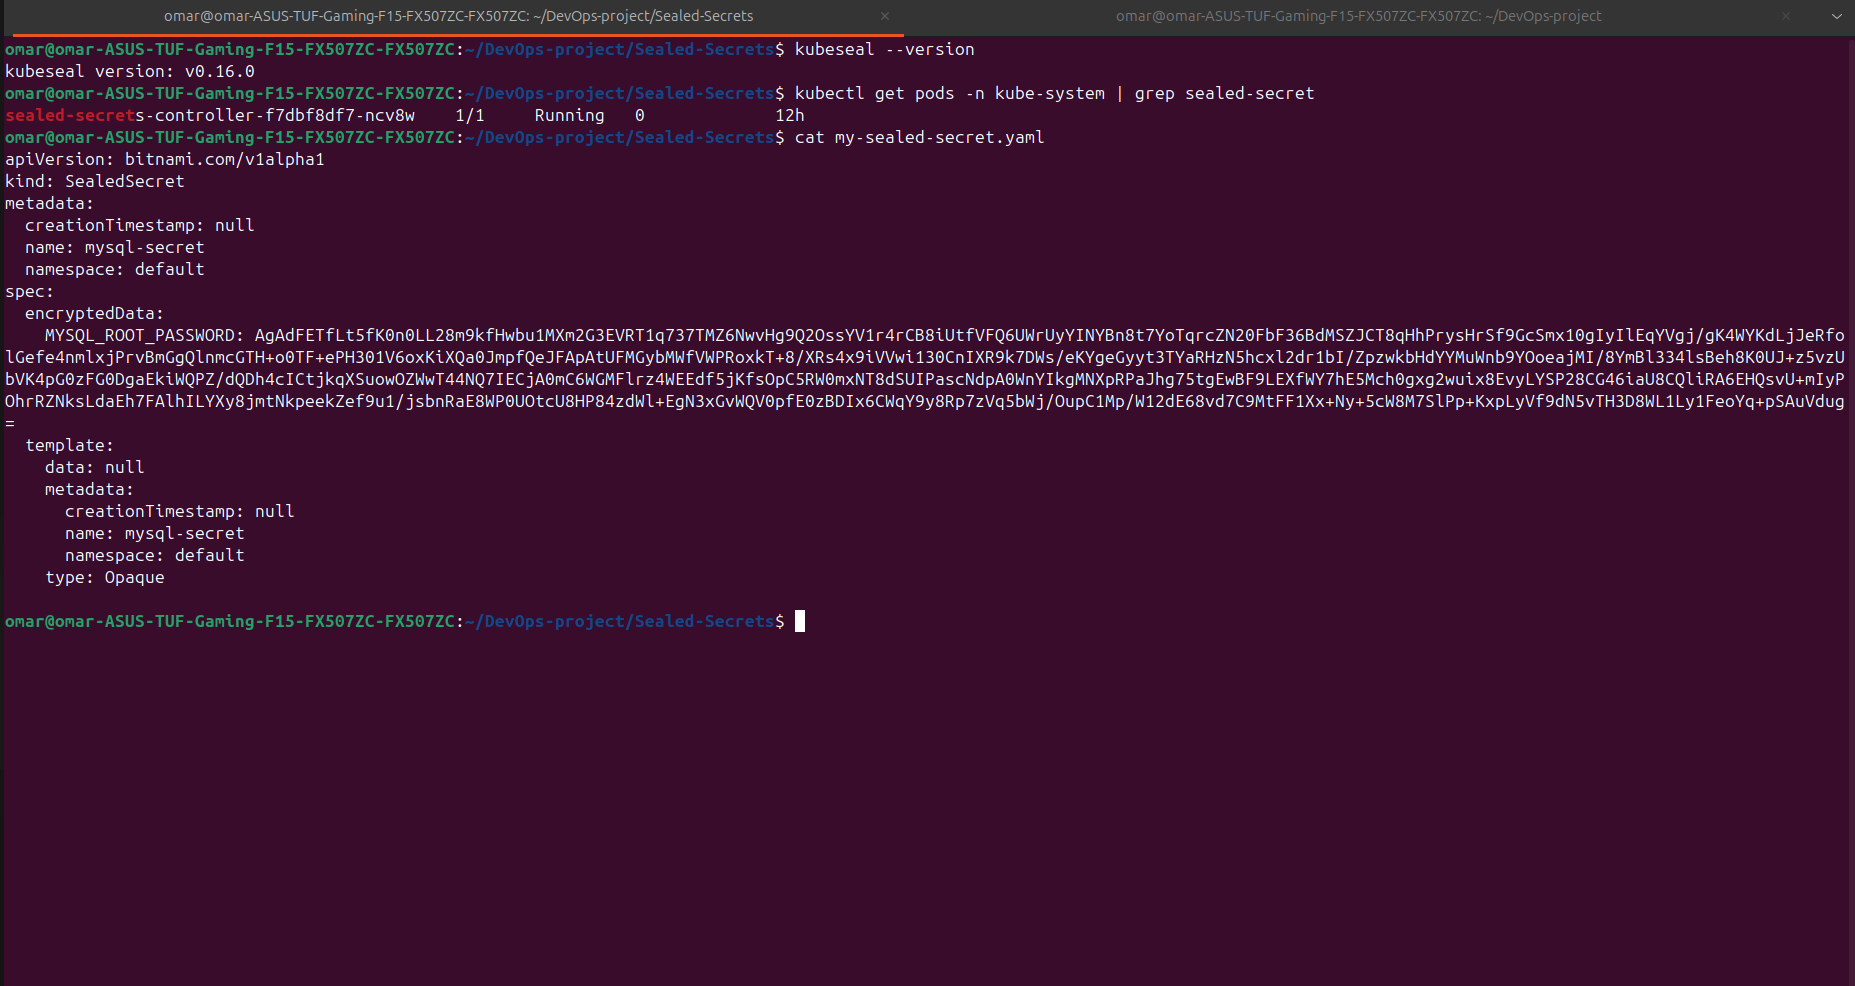 omar@omar-ASUS-TUF-Gaming-F15-FX507ZC-FX507ZC: ~/DevOps-project/Sealed-Secrets
omar@omar-ASUS-TUF-Gaming-F15-FX507ZC-FX507ZC: ~/DevOps-project
omar@omar-ASUS-TUF-Gaming-F15-FX507ZC-FX507ZC:~/DevOps-project/Sealed-Secrets$ kubeseal --version
kubeseal version: v0.16.0
omar@omar-ASUS-TUF-Gaming-F15-FX507ZC-FX507ZC:~/DevOps-project/Sealed-Secrets$ kubectl get pods -n kube-system | grep sealed-secret
sealed-secrets-controller-f7dbf8df7-ncv8w    1/1     Running   0             12h
omar@omar-ASUS-TUF-Gaming-F15-FX507ZC-FX507ZC:~/DevOps-project/Sealed-Secrets$ cat my-sealed-secret.yaml
apiVersion: bitnami.com/v1alpha1
kind: SealedSecret
metadata:
  creationTimestamp: null
  name: mysql-secret
  namespace: default
spec:
  encryptedData:
    MYSQL_ROOT_PASSWORD: AgAdFETfLt5fK0n0LL28m9kfHwbu1MXm2G3EVRT1q737TMZ6NwvHg9Q2OssYV1r4rCB8iUtfVFQ6UWrUyYINYBn8t7YoTqrcZN20FbF36BdMSZJCT8qHhPrysHrSf9GcSmx10gIyIlEqYVgj/gK4WYKdLjJeRfo
lGefe4nmlxjPrvBmGgQlnmcGTH+o0TF+ePH301V6oxKiXQa0JmpfQeJFApAtUFMGybMWfVWPRoxkT+8/XRs4x9iVVwi130CnIXR9k7DWs/eKYgeGyyt3TYaRHzN5hcxl2dr1bI/ZpzwkbHdYYMuWnb9YOoeajMI/8YmBl334lsBeh8K0UJ+z5vzU
bVK4pG0zFG0DgaEkiWQPZ/dQDh4cICtjkqXSuowOZWwT44NQ7IECjA0mC6WGMFlrz4WEEdf5jKfsOpC5RW0mxNT8dSUIPascNdpA0WnYIkgMNXpRPaJhg75tgEwBF9LEXfWY7hE5Mch0gxg2wuix8EvyLYSP28CG46iaU8CQliRA6EHQsvU+mIyP
OhrRZNksLdaEh7FAlhILYXy8jmtNkpeekZef9u1/jsbnRaE8WP0UOtcU8HP84zdWl+EgN3xGvWQV0pfE0zBDIx6CWqY9y8Rp7zVq5bWj/OupC1Mp/W12dE68vd7C9MtFF1Xx+Ny+5cW8M7SlPp+KxpLyVf9dN5vTH3D8WL1Ly1FeoYq+pSAuVdug
=
  template:
    data: null
    metadata:
      creationTimestamp: null
      name: mysql-secret
      namespace: default
    type: Opaque
omar@omar-ASUS-TUF-Gaming-F15-FX507ZC-FX507ZC:~/DevOps-project/Sealed-Secrets$